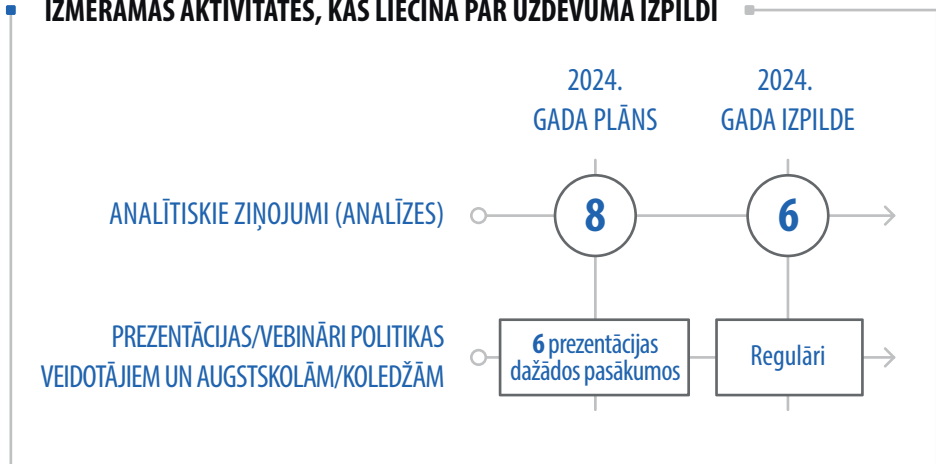 IZMĒRĀMĀS AKTIVITĀTES, KAS LIECINA PAR UZDEVUMA IZPILDI
2024.
GADA PLĀNS
2024.
GADA IZPILDE
ANALĪTISKIE ZIŅOJUMI (ANALĪZES)
8
6
PREZENTĀCIJAS/VEBINĀRI POLITIKAS
VEIDOTĀJIEM UN AUGSTSKOLĀM/KOLEDŽĀM
6 prezentācijas
dažādos pasākumos
Regulāri